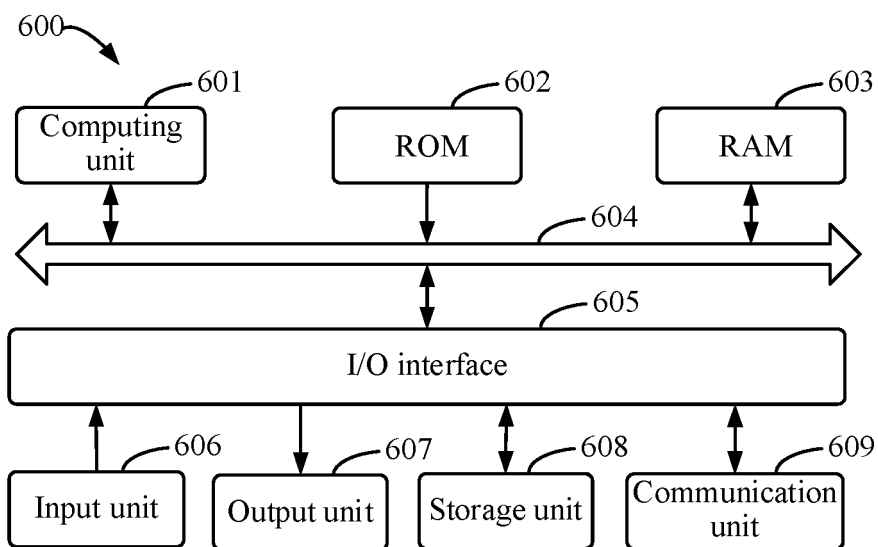 600
601
602
603
Computing
unit
ROM
RAM
604
605
I/O interface
606
607
608
609
Input unit
Output unit
Storage unit
Communication
unit